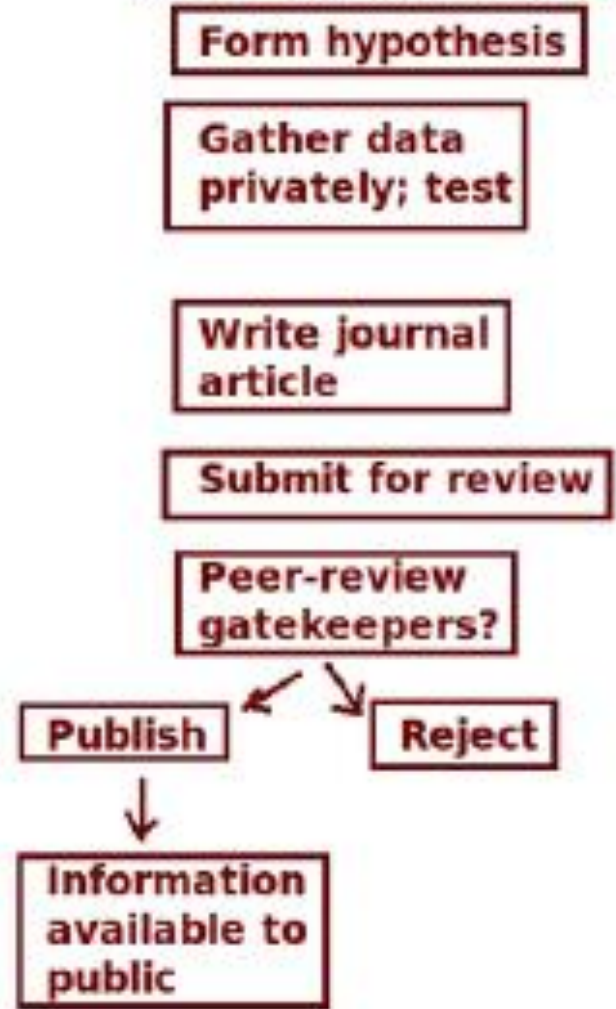 Form hypothesis
Gather data
privately; test
Write journal
article
Submit for review
Peer-review
gatekeepers?
Publish
Reject
Information
available to
public